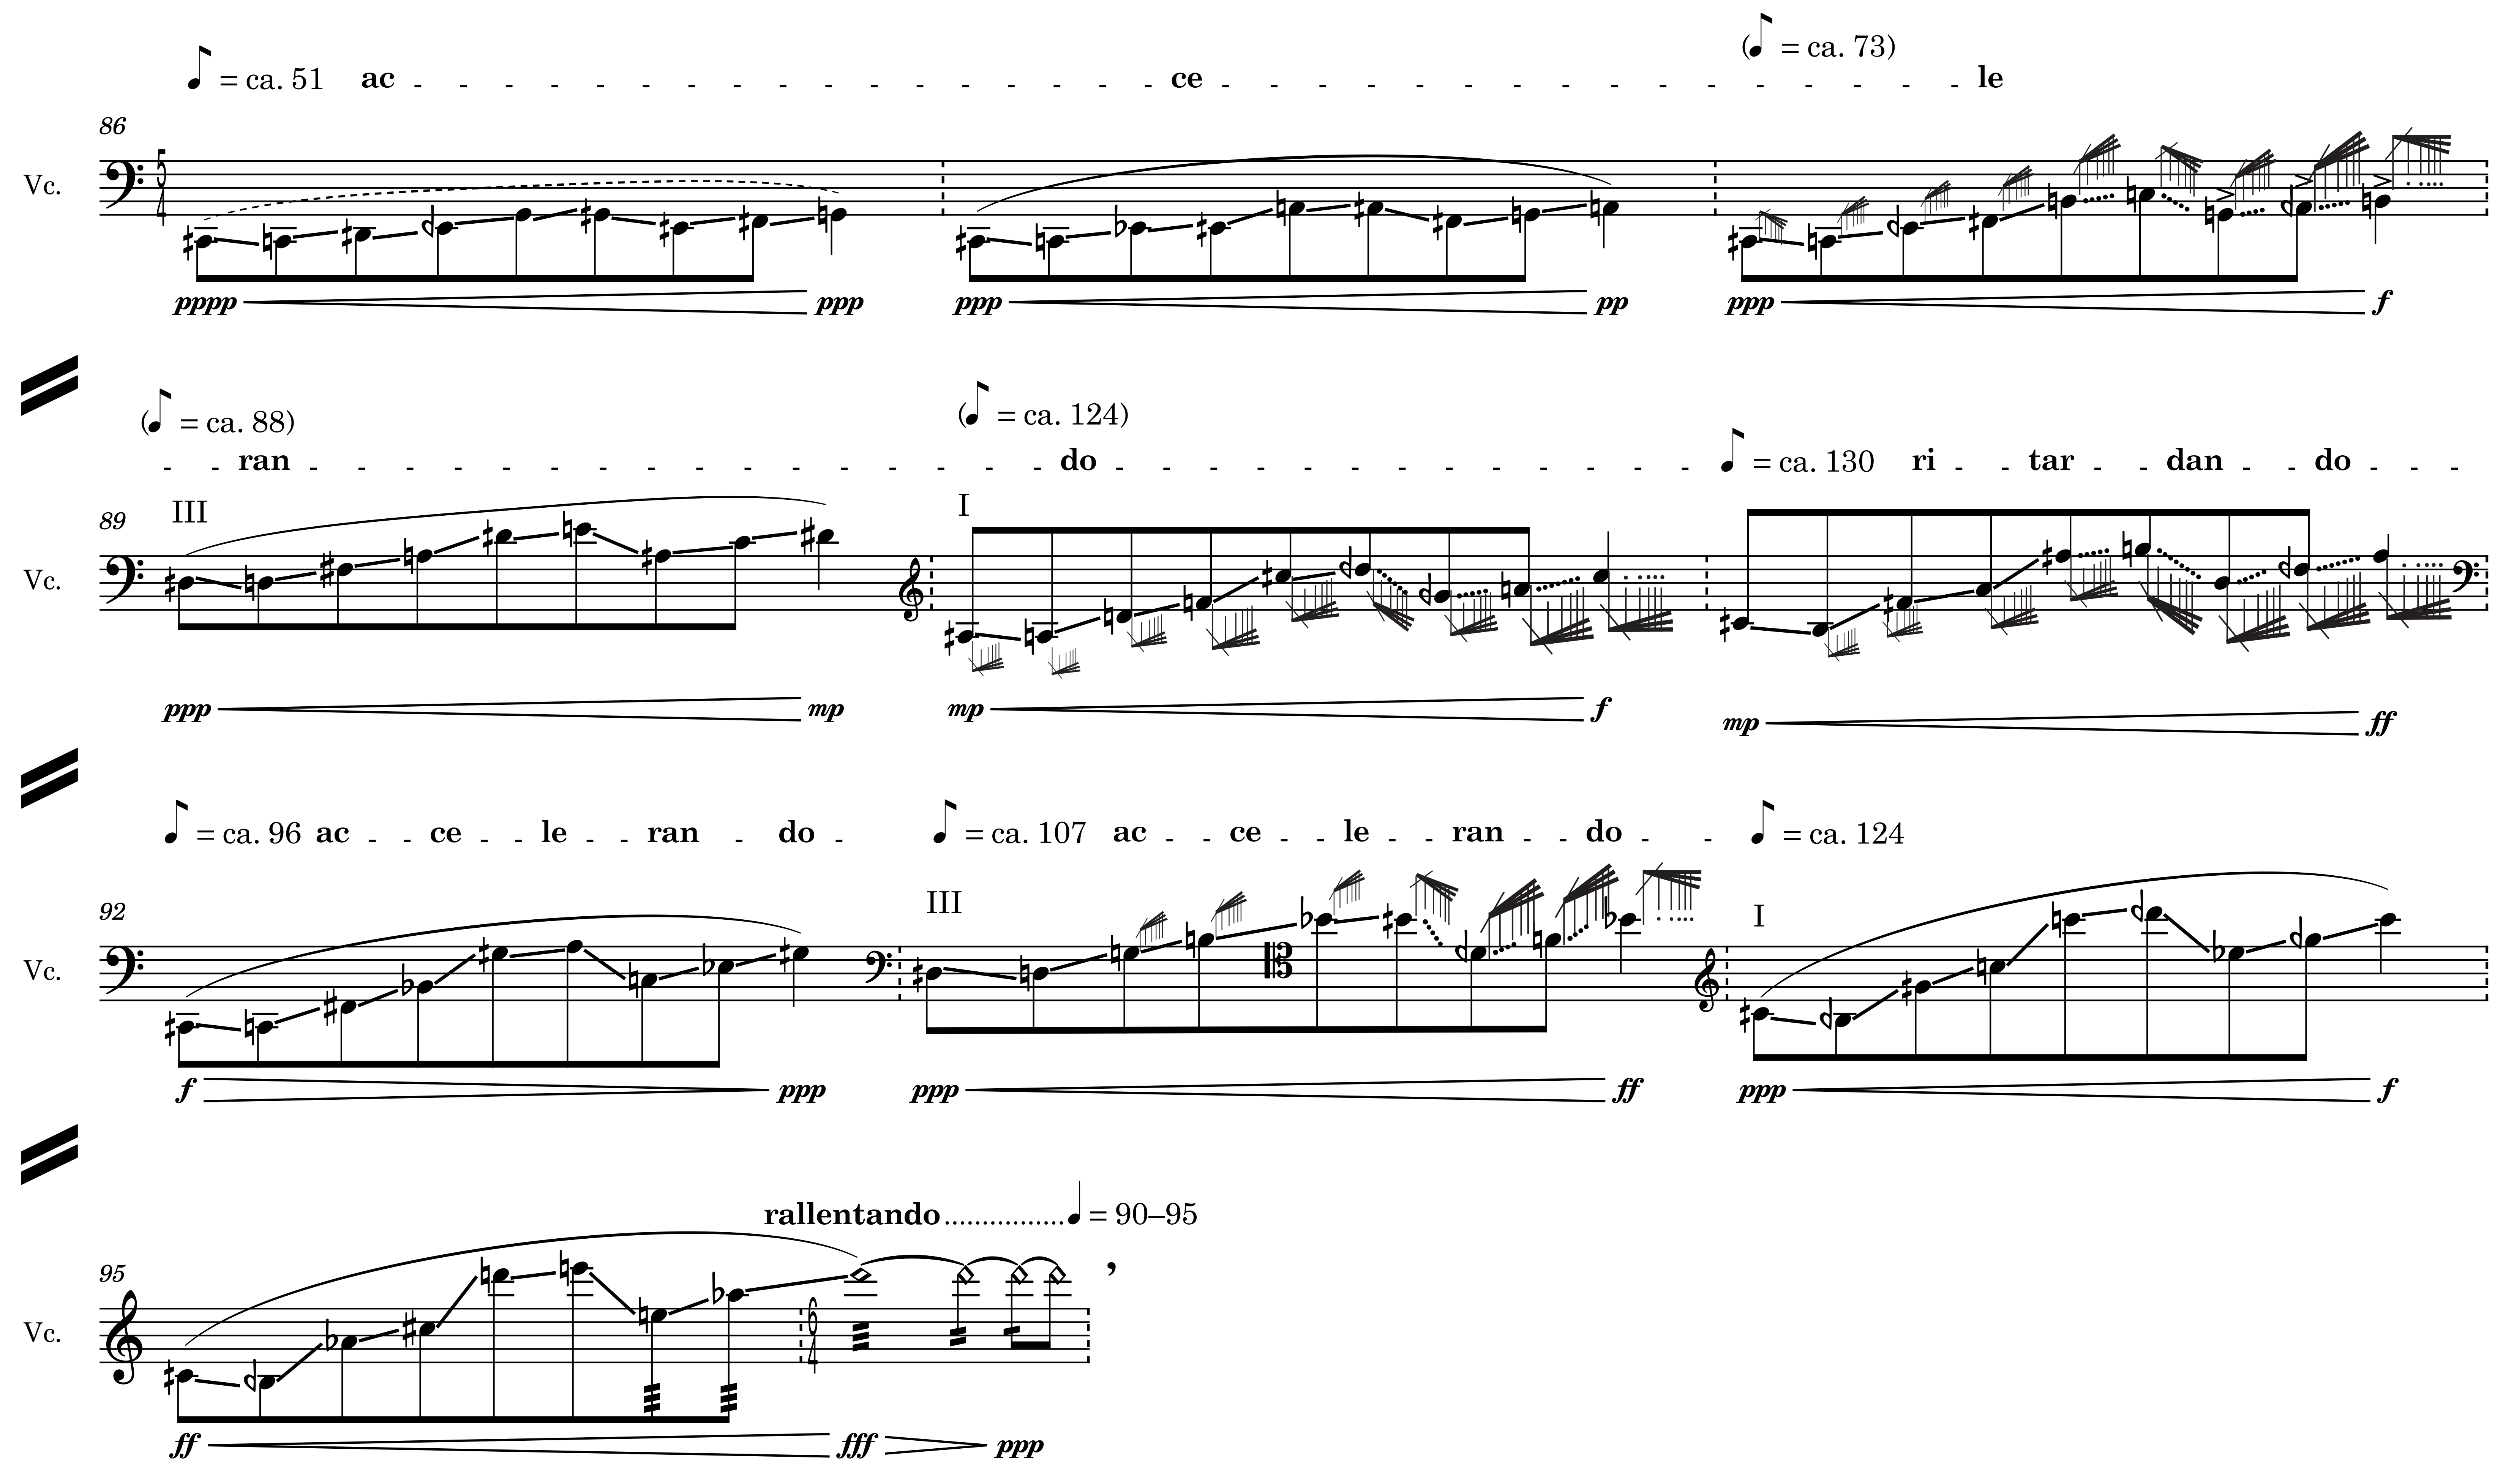 (♪ = ca. 73)
♪ = ca. 51 ac - - - - - - - - - - - - - - - - - ce - - - - - - - - - - - - - - - - le
86
5
4
Vc.
pppp ppp ppp pp ppp f
(♪ = ca. 88) (♪ = ca. 124)
- - ran - - - - - - - - - - - - - - - - do - - - - - - - - - - - - - ♪ = ca. 130 ri - - tar - - dan - - do - - -
III I
89
Vc.
ppp mp mp f mp ff
♪ = ca. 96 ac - - ce - - le - - ran - do - ♪ = ca. 107 ac - - ce - - le - - ran - - do - - ♪ = ca. 124
III I
92
Vc.
f ppp ppp ff ppp f
rallentando................. ♩ = 90–95
95
6
4
Vc.
ff fff ppp